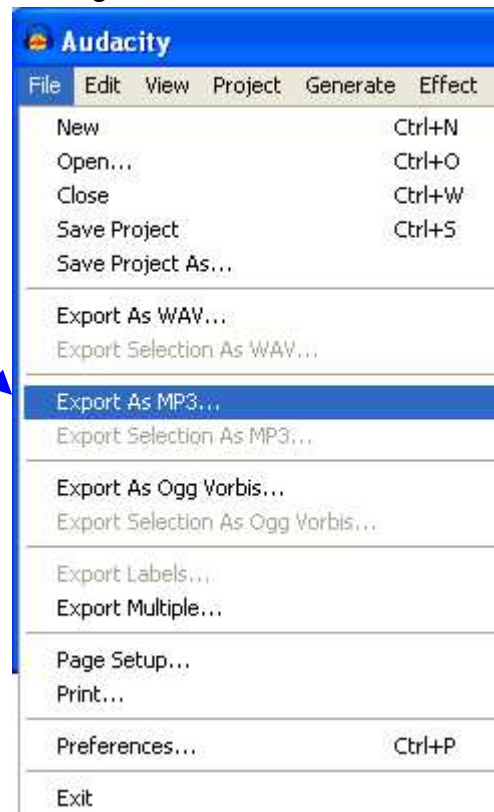 Audacity
File Edit View Project Generate Effect
New Ctrl+N
Open... Ctrl+O
Close Ctrl+W
Save Project Ctrl+S
Save Project As...
Export As WAV...
Export Selection As WAV...
Export As MP3...
Export Selection As MP3...
Export As Ogg Vorbis...
Export Selection As Ogg Vorbis...
Export Labels...
Export Multiple...
Page Setup...
Print...
Preferences... Ctrl+P
Exit